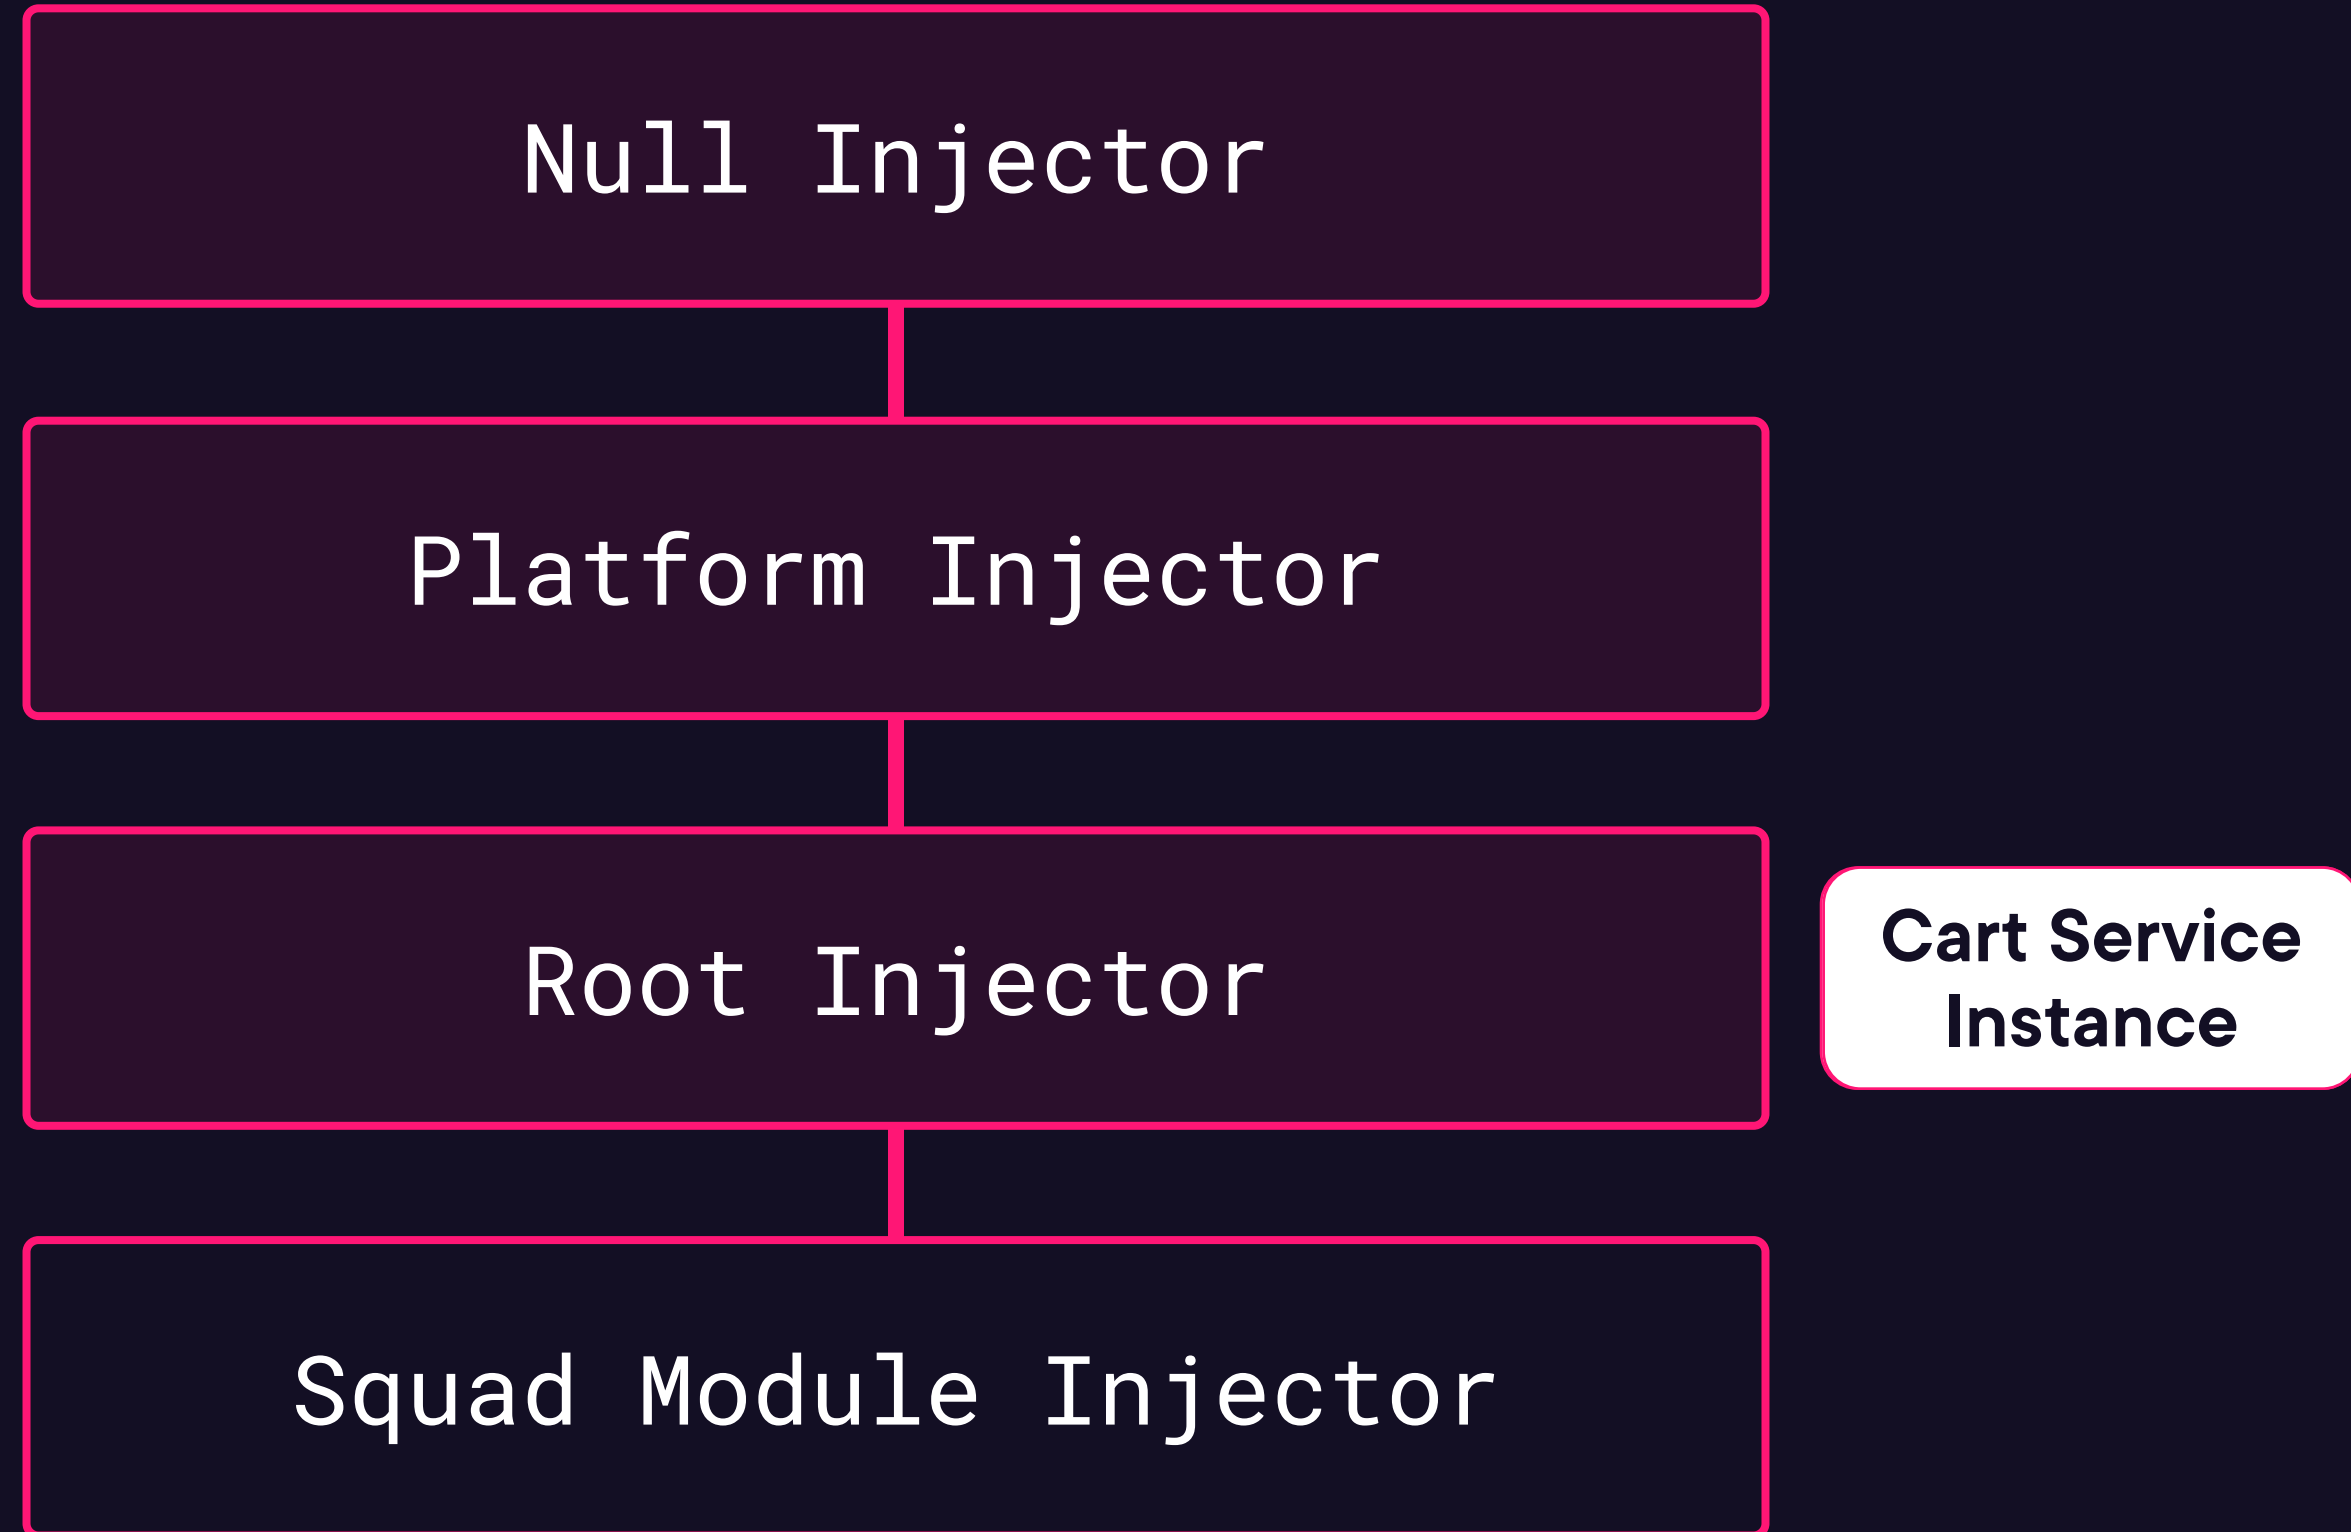 Null Injector
Platform Injector
Root Injector
Cart Service
Instance
Squad Module Injector